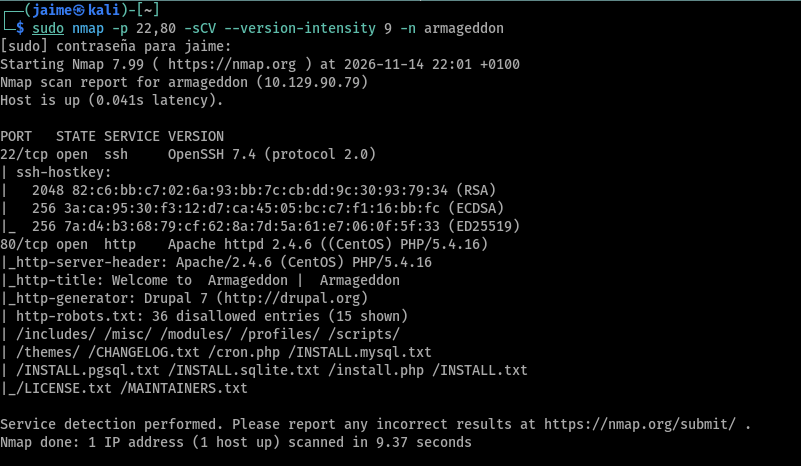 ┌──(jaime㉿kali)-[~]
└─$ sudo nmap -p 22,80 -sCV --version-intensity 9 -n armageddon
[sudo] contraseña para jaime:
Starting Nmap 7.99 ( https://nmap.org ) at 2026-11-14 22:01 +0100
Nmap scan report for armageddon (10.129.90.79)
Host is up (0.041s latency).

PORT   STATE SERVICE VERSION
22/tcp open  ssh     OpenSSH 7.4 (protocol 2.0)
| ssh-hostkey:
|   2048 82:c6:bb:c7:02:6a:93:bb:7c:cb:dd:9c:30:93:79:34 (RSA)
|   256 3a:ca:95:30:f3:12:d7:ca:45:05:bc:c7:f1:16:bb:fc (ECDSA)
|_  256 7a:d4:b3:68:79:cf:62:8a:7d:5a:61:e7:06:0f:5f:33 (ED25519)
80/tcp open  http    Apache httpd 2.4.6 ((CentOS) PHP/5.4.16)
|_http-server-header: Apache/2.4.6 (CentOS) PHP/5.4.16
|_http-title: Welcome to  Armageddon |  Armageddon
|_http-generator: Drupal 7 (http://drupal.org)
| http-robots.txt: 36 disallowed entries (15 shown)
| /includes/ /misc/ /modules/ /profiles/ /scripts/
| /themes/ /CHANGELOG.txt /cron.php /INSTALL.mysql.txt
| /INSTALL.pgsql.txt /INSTALL.sqlite.txt /install.php /INSTALL.txt
|_/LICENSE.txt /MAINTAINERS.txt

Service detection performed. Please report any incorrect results at https://nmap.org/submit/ .
Nmap done: 1 IP address (1 host up) scanned in 9.37 seconds